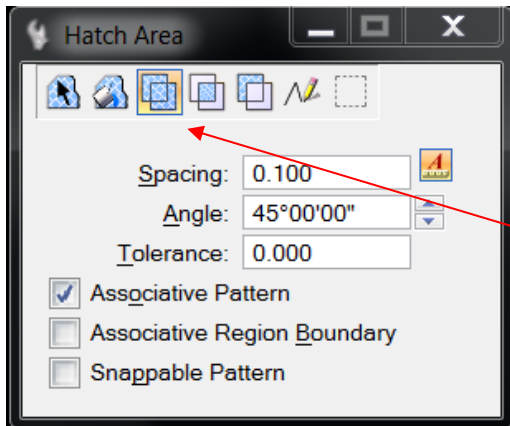 Hatch Area
Spacing: 0.100
Angle: 45°00'00"
Tolerance: 0.000
Associative Pattern
Associative Region Boundary
Snappable Pattern